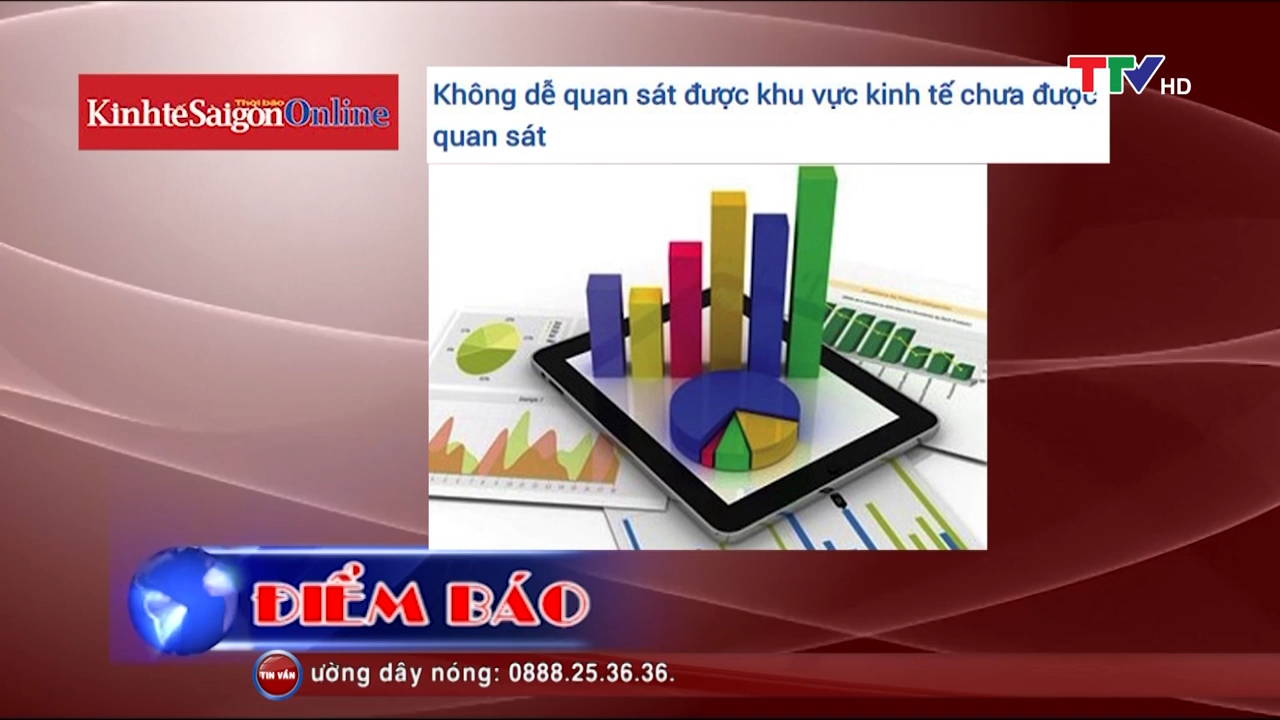 TTV HD
Thời báo
KinhtếSàigònOnline
Không dễ quan sát được khu vực kinh tế chưa được
quan sát
ĐIỂM BÁO
TIN VẮN
ường dây nóng: 0888.25.36.36.